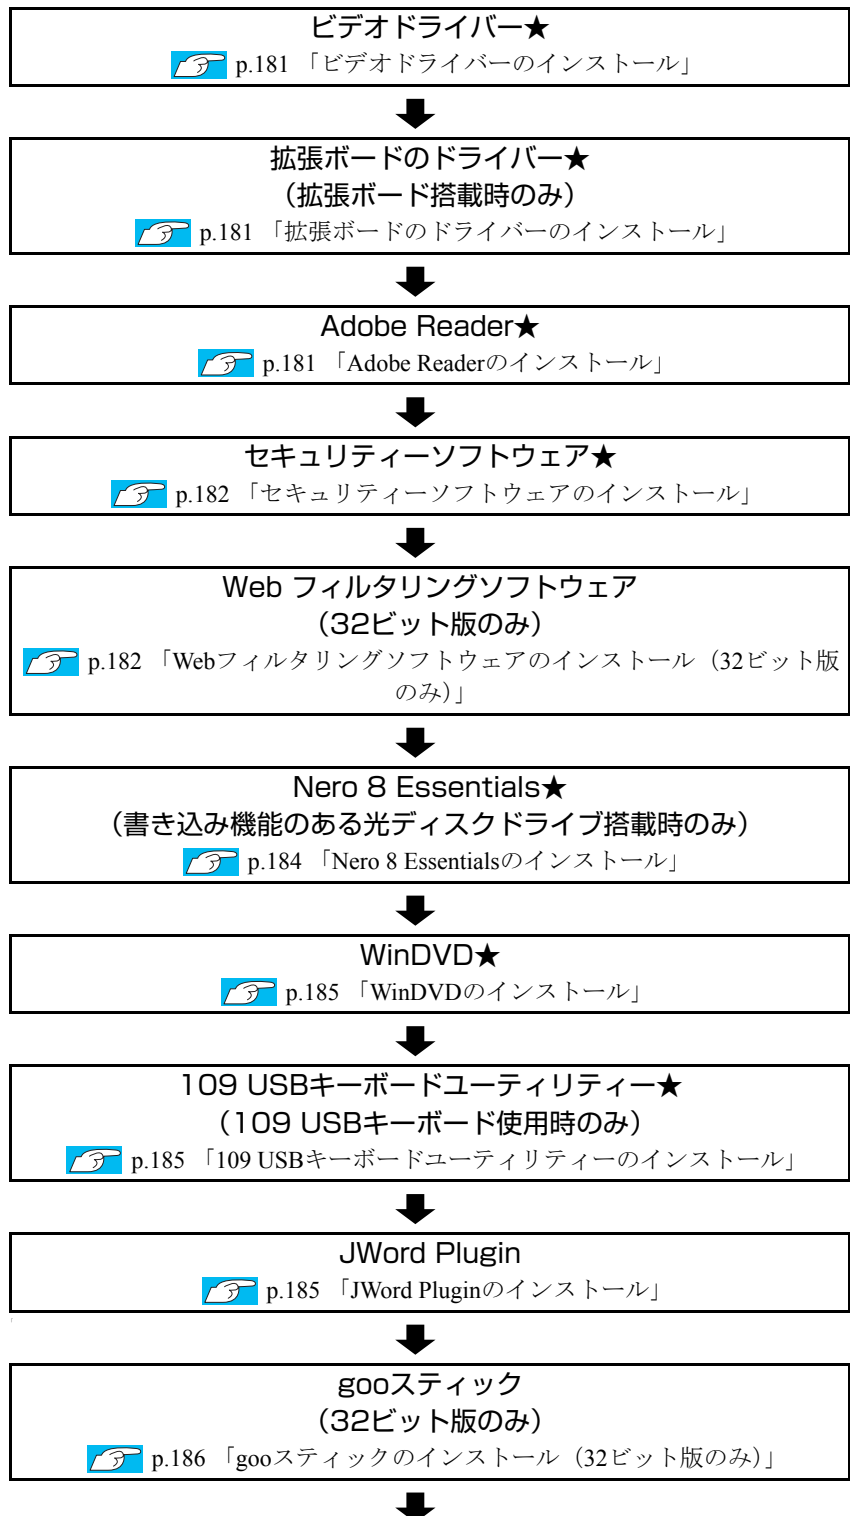 ビデオドライバー★
p.181 「ビデオドライバーのインストール」
拡張ボードのドライバー★
（拡張ボード搭載時のみ）
p.181 「拡張ボードのドライバーのインストール」
Adobe Reader★
p.181 「Adobe Readerのインストール」
セキュリティーソフトウェア★
p.182 「セキュリティーソフトウェアのインストール」
Web フィルタリングソフトウェア
（32ビット版のみ）
p.182 「Webフィルタリングソフトウェアのインストール（32ビット版
のみ）」
Nero 8 Essentials★
（書き込み機能のある光ディスクドライブ搭載時のみ）
p.184 「Nero 8 Essentialsのインストール」
WinDVD★
p.185 「WinDVDのインストール」
109 USBキーボードユーティリティー★
（109 USBキーボード使用時のみ）
p.185 「109 USBキーボードユーティリティーのインストール」
JWord Plugin
p.185 「JWord Pluginのインストール」
gooスティック
（32ビット版のみ）
p.186 「gooスティックのインストール（32ビット版のみ）」